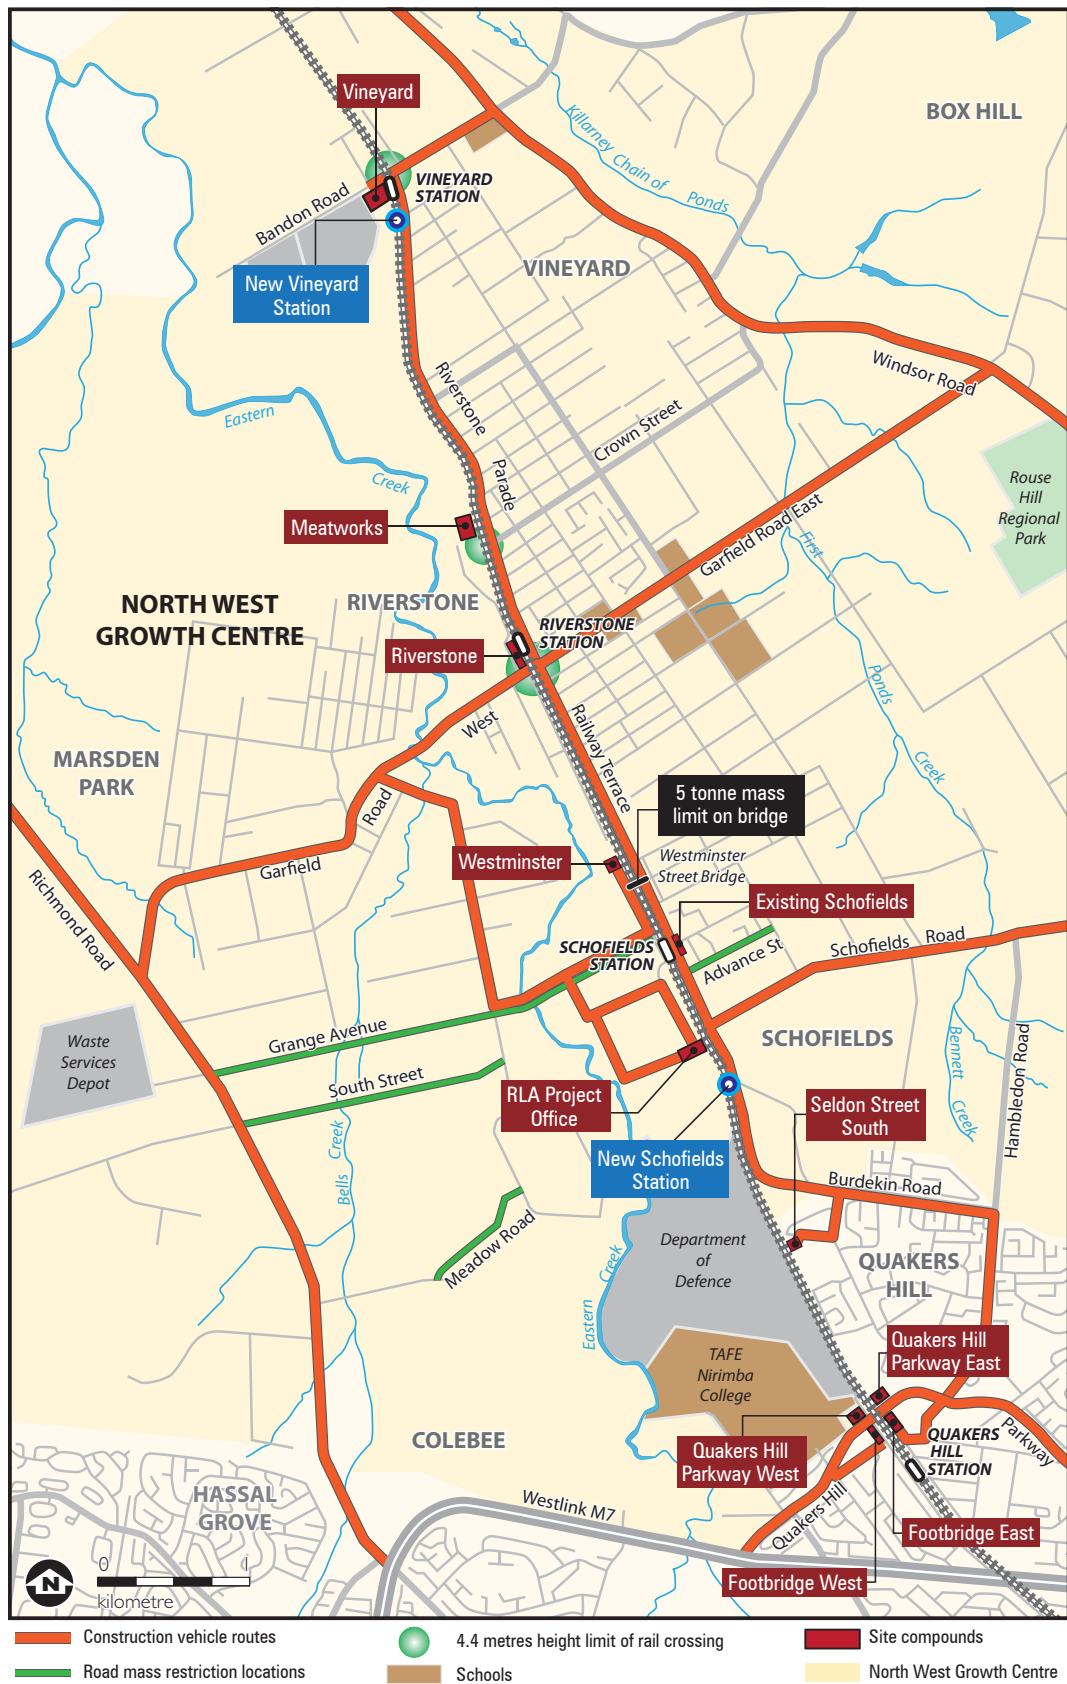 Killarney Chain of Ponds
BOX HILL
Vineyard
VINEYARD
STATION
Bandon Road
New Vineyard
Station
VINEYARD
Windsor Road
Riverstone
Parade
Crown Street
Eastern
Creek
Meatworks
Garfield Road East
First
Ponds
Creek
Rouse
Hill
Regional
Park
NORTH WEST
GROWTH CENTRE
RIVERSTONE
RIVERSTONE
STATION
Riverstone
West
Railway Terrace
MARSDEN
PARK
Road
Garfield
5 tonne mass
limit on bridge
Westminster
Westminster
Street Bridge
Richmond Road
Existing Schofields
SCHOFIELDS
STATION
Advance St
Schofields Road
Waste
Services
Depot
Grange Avenue
South Street
SCHOFIELDS
Bennett
Creek
Hambledon Road
RLA Project
Office
Seldon Street
South
New Schofields
Station
Bells Creek
Burdekin Road
Meadow Road
Department
of
Defence
Eastern Creek
QUAKERS
HILL
TAFE
Nirimba
College
Quakers Hill
Parkway East
Parkway
COLEBEE
Quakers Hill
Parkway West
QUAKERS
HILL
STATION
HASSAL
GROVE
Westlink M7
Quakers Hill
Footbridge East
Footbridge West
N
0 1
kilometre
Construction vehicle routes
4.4 metres height limit of rail crossing
Site compounds
Road mass restriction locations
Schools
North West Growth Centre